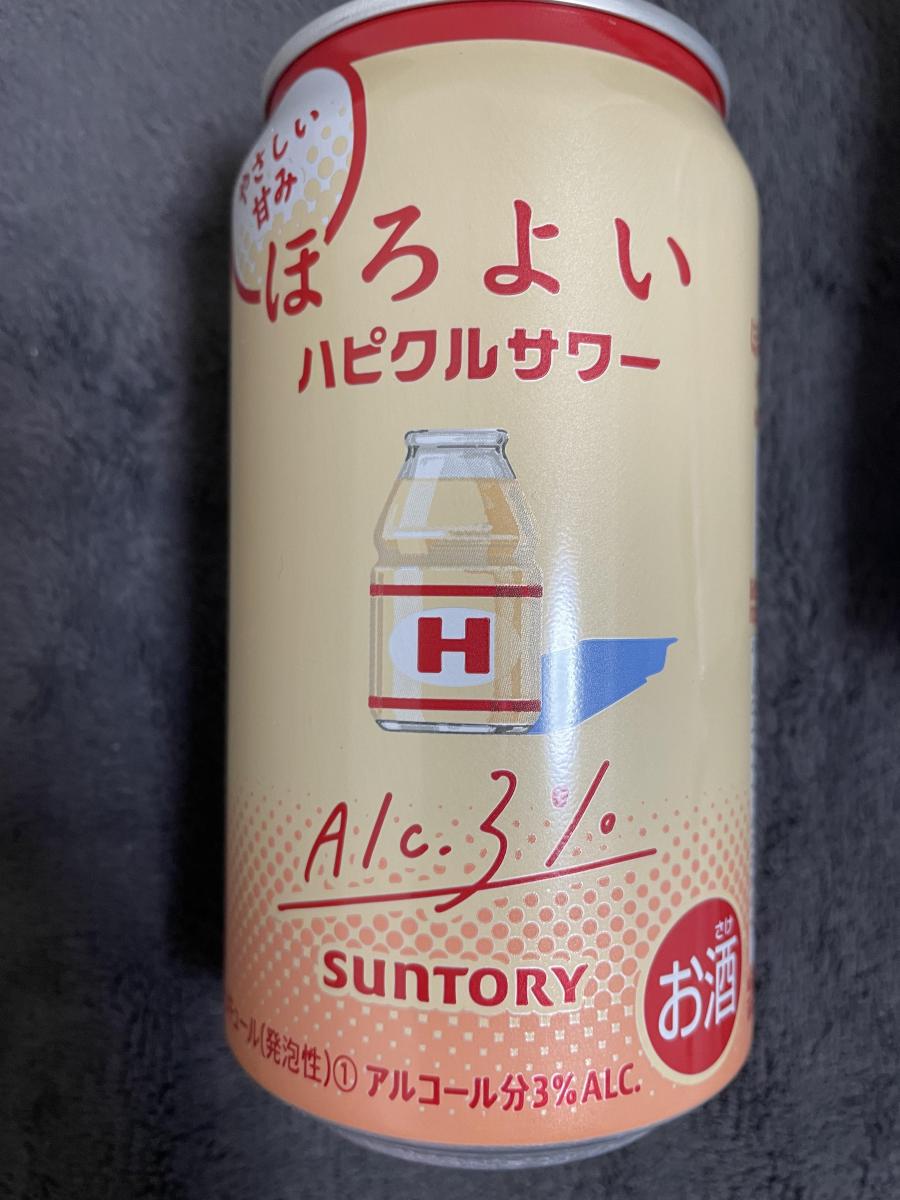 やさしい
甘み
ほろよい
ハピクルサワー
H
Alc.3%
SUNTORY
さけ
お酒
ュール(発泡性)① アルコール分3%ALC.